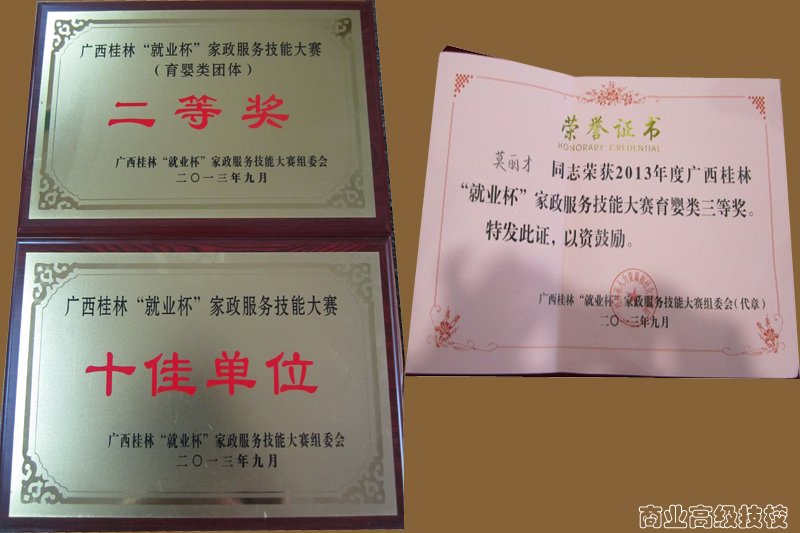 广西桂林“就业杯”家政服务技能大赛
（育婴类团体）
二等奖
广西桂林“就业杯”家政服务技能大赛组委会
二〇一三年九月
广西桂林“就业杯”家政服务技能大赛
十佳单位
广西桂林“就业杯”家政服务技能大赛组委会
二〇一三年九月
荣誉证书
HONORARY CREDENTIAL
莫丽才 同志荣获2013年度广西桂林
“就业杯”家政服务技能大赛育婴类三等奖。
特发此证，以资鼓励。
广西桂林“就业杯”家政服务技能大赛组委会（代章）
二〇一三年九月
商业高级技校